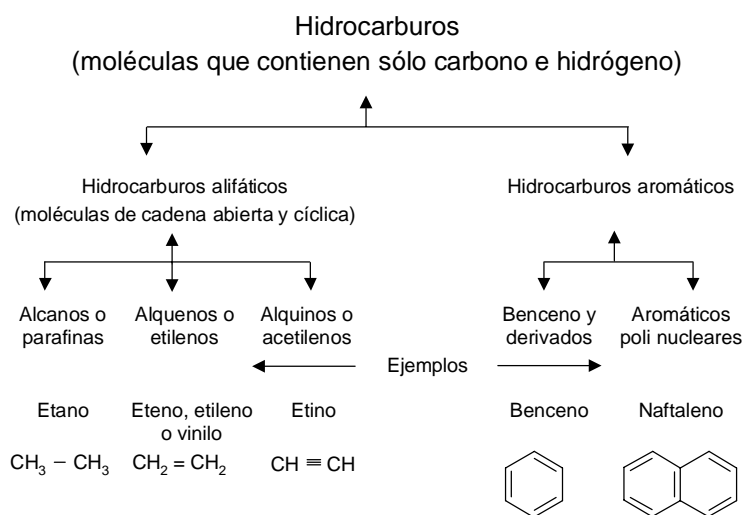 Hidrocarburos
(moléculas que contienen sólo carbono e hidrógeno)
Hidrocarburos alifáticos
(moléculas de cadena abierta y cíclica)
Hidrocarburos aromáticos
Alcanos o
parafinas
Alquenos o
etilenos
Alquinos o
acetilenos
Benceno y
derivados
Aromáticos
poli nucleares
Ejemplos
Etano
Eteno, etileno
o vinilo
Etino
Benceno
Naftaleno
CH₃ − CH₃
CH₂ = CH₂
CH ≡ CH